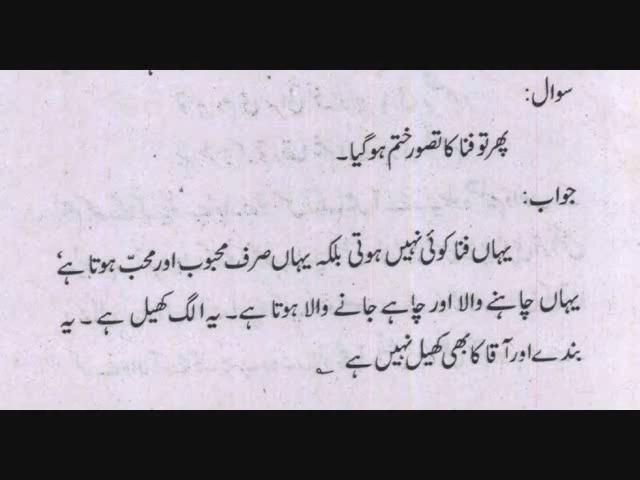 سوال:
پھر تو فنا کا تصور ختم ہو گیا۔
جواب:
یہاں فنا کوئی نہیں ہوتی بلکہ یہاں صرف محبوب اور محبّ ہوتا ہے،
یہاں چاہنے والا اور چاہے جانے والا ہوتا ہے۔ یہ الگ کھیل ہے۔ یہ
بندے اور آقا کا بھی کھیل نہیں ہے